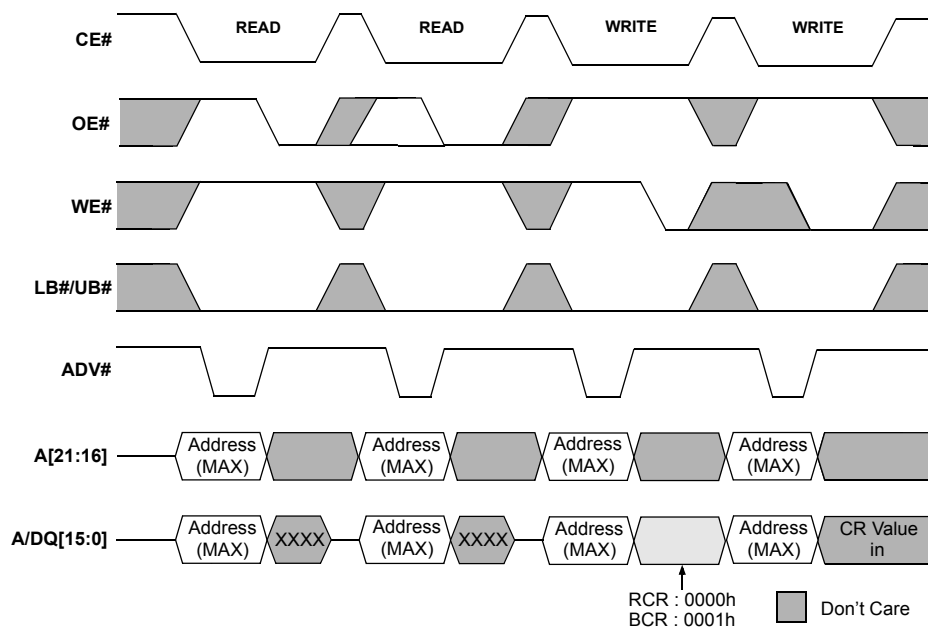 CE# READ READ WRITE WRITE
OE#
WE#
LB#/UB#
ADV#
A[21:16] Address (MAX) Address (MAX) Address (MAX) Address (MAX)
A/DQ[15:0] Address (MAX) XXXX Address (MAX) XXXX Address (MAX) Address (MAX) CR Value in
RCR : 0000h
BCR : 0001h
Don't Care